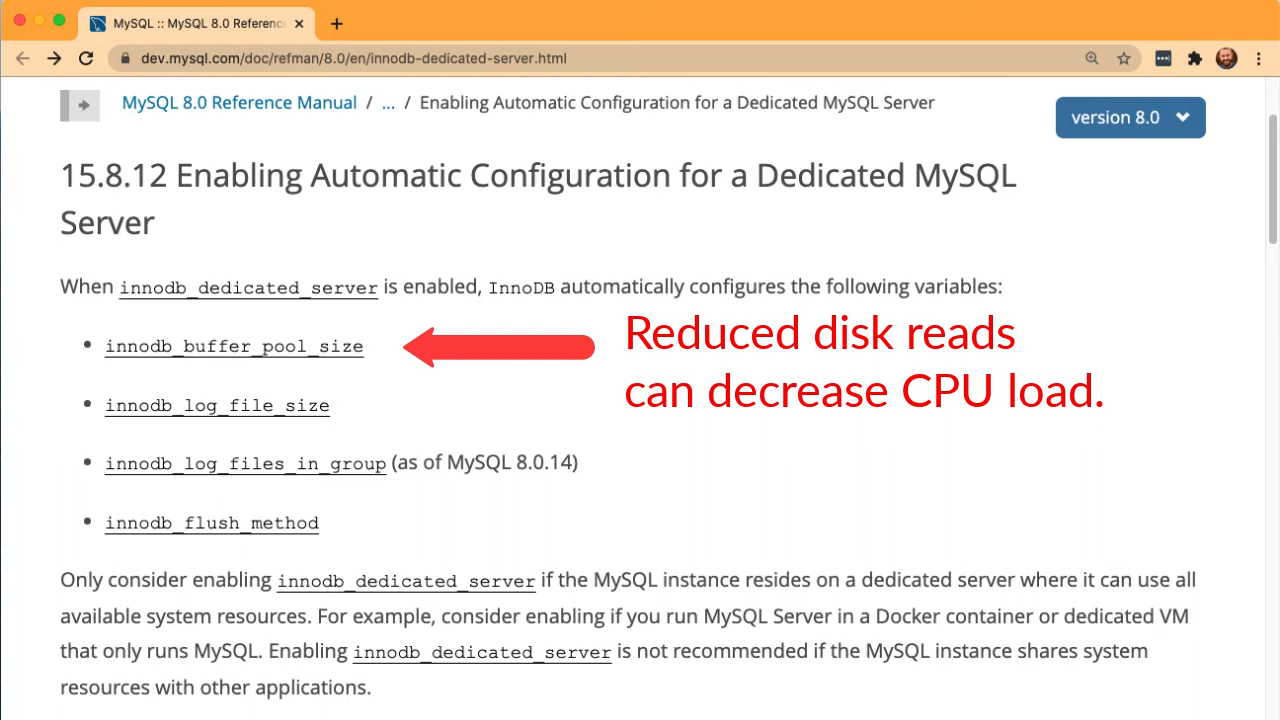 MySQL :: MySQL 8.0 Referenc
dev.mysql.com/doc/refman/8.0/en/innodb-dedicated-server.html
MySQL 8.0 Reference Manual / ... / Enabling Automatic Configuration for a Dedicated MySQL Server
version 8.0
15.8.12 Enabling Automatic Configuration for a Dedicated MySQL
Server
When innodb_dedicated_server is enabled, InnoDB automatically configures the following variables:
• innodb_buffer_pool_size
Reduced disk reads
can decrease CPU load.
• innodb_log_file_size
• innodb_log_files_in_group (as of MySQL 8.0.14)
• innodb_flush_method
Only consider enabling innodb_dedicated_server if the MySQL instance resides on a dedicated server where it can use all
available system resources. For example, consider enabling if you run MySQL Server in a Docker container or dedicated VM
that only runs MySQL. Enabling innodb_dedicated_server is not recommended if the MySQL instance shares system
resources with other applications.